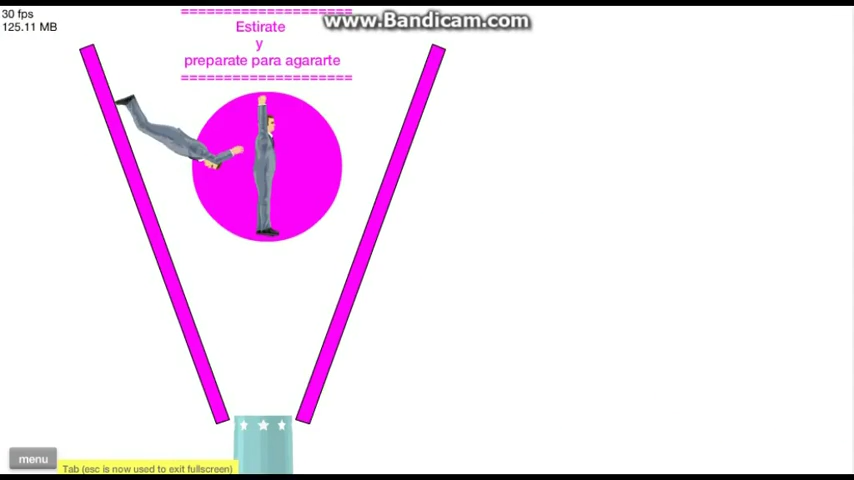 30 fps
125.11 MB
www.Bandicam.com
====================
Estirate
y
preparate para agararte
====================
menu
Tab (esc is now used to exit fullscreen)